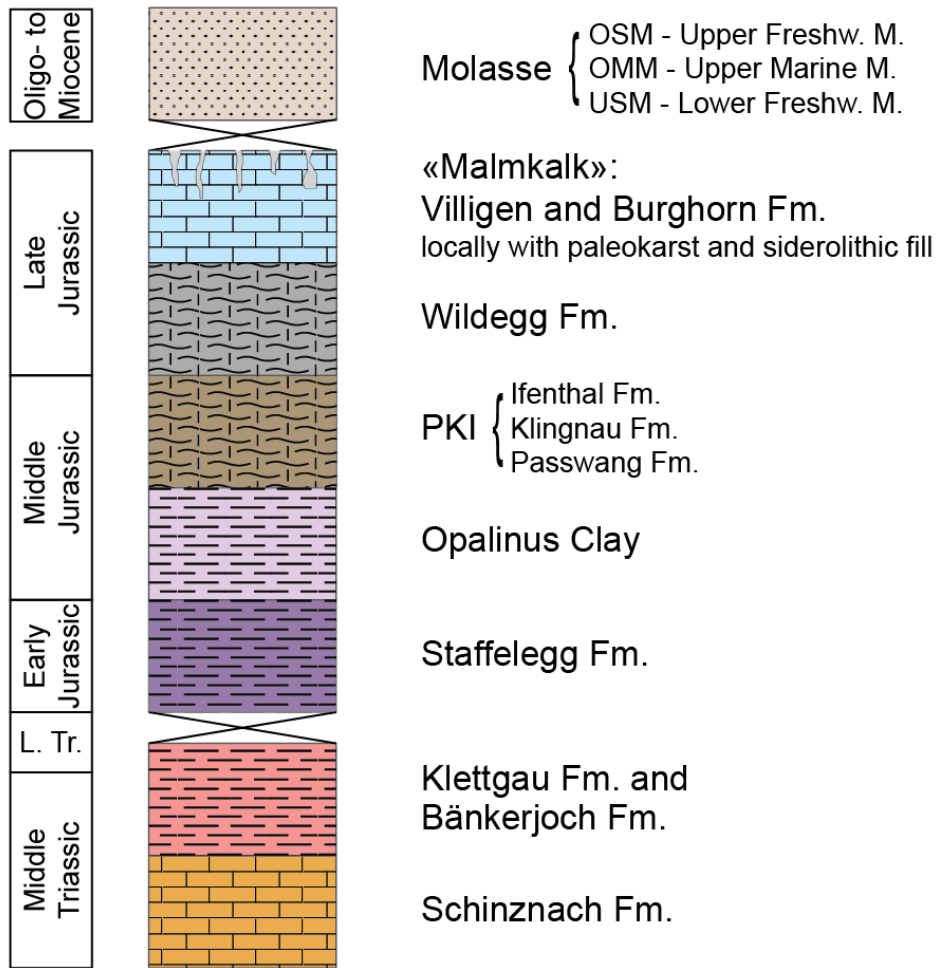 Oligo- to
Miocene
Molasse
OSM - Upper Freshw. M.
OMM - Upper Marine M.
USM - Lower Freshw. M.
Late
Jurassic
«Malmkalk»:
Villigen and Burghorn Fm.
locally with paleokarst and siderolithic fill
Wildegg Fm.
Middle
Jurassic
PKI
Ifenthal Fm.
Klingnau Fm.
Passwang Fm.
Opalinus Clay
Early
Jurassic
Staffelegg Fm.
L. Tr.
Klettgau Fm. and
Bänkerjoch Fm.
Middle
Triassic
Schinznach Fm.